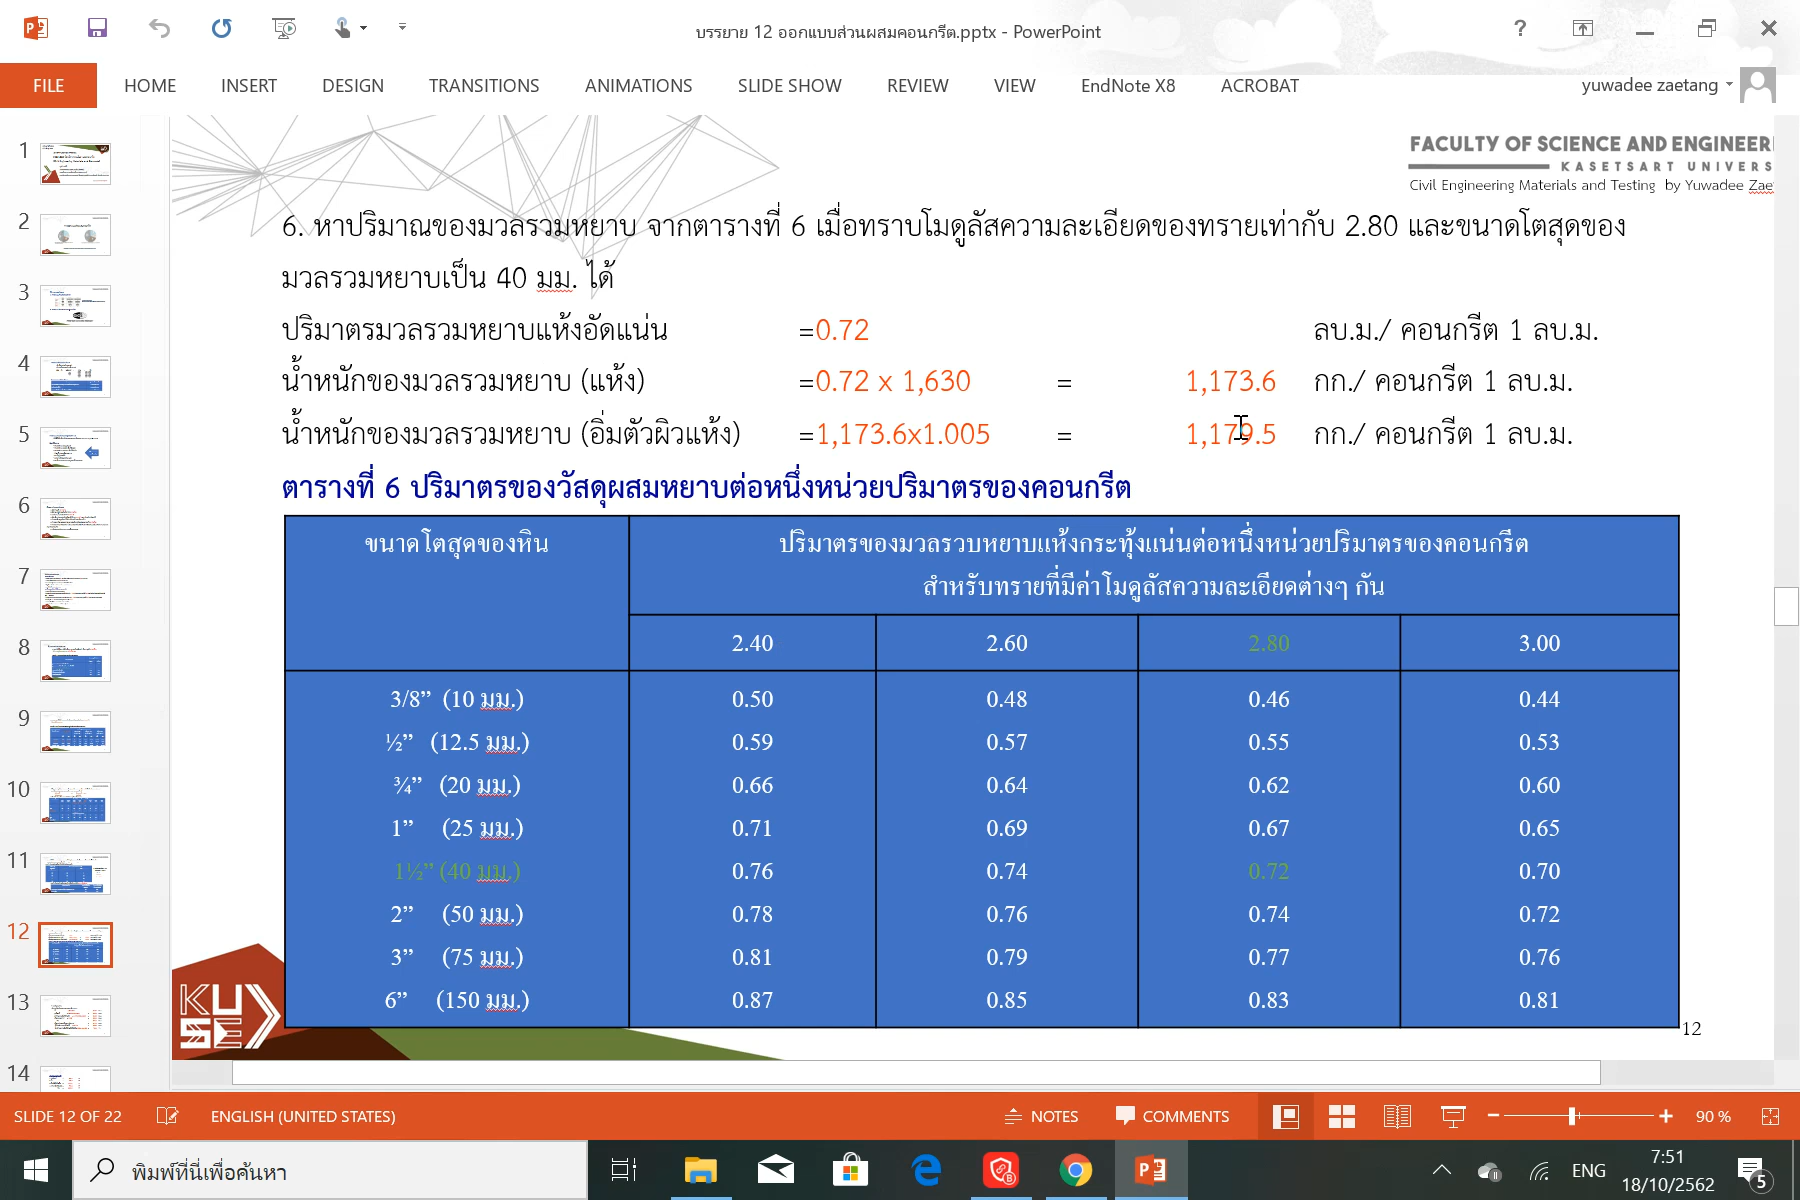 บรรยาย 12 ออกแบบส่วนผสมคอนกรีต.pptx - PowerPoint
FILE HOME INSERT DESIGN TRANSITIONS ANIMATIONS SLIDE SHOW REVIEW VIEW EndNote X8 ACROBAT yuwadee zaetang
FACULTY OF SCIENCE AND ENGINEERI
KASETSART UNIVERS
Civil Engineering Materials and Testing by Yuwadee Zae
6. หาปริมาณของมวลรวมหยาบ จากตารางที่ 6 เมื่อทราบโมดูลัสความละเอียดของทรายเท่ากับ 2.80 และขนาดโตสุดของ
มวลรวมหยาบเป็น 40 มม. ได้
ปริมาตรมวลรวมหยาบแห้งอัดแน่น =0.72 ลบ.ม./ คอนกรีต 1 ลบ.ม.
น้ำหนักของมวลรวมหยาบ (แห้ง) =0.72 x 1,630 = 1,173.6 กก./ คอนกรีต 1 ลบ.ม.
น้ำหนักของมวลรวมหยาบ (อิ่มตัวผิวแห้ง) =1,173.6x1.005 = 1,179.5 กก./ คอนกรีต 1 ลบ.ม.
ตารางที่ 6 ปริมาตรของวัสดุผสมหยาบต่อหนึ่งหน่วยปริมาตรของคอนกรีต
ขนาดโตสุดของหิน ปริมาตรของมวลรวบหยาบแห้งกระทุ้งแน่นต่อหนึ่งหน่วยปริมาตรของคอนกรีต
สำหรับทรายที่มีค่าโมดูลัสความละเอียดต่างๆ กัน
2.40 2.60 2.80 3.00
3/8” (10 มม.) 0.50 0.48 0.46 0.44
½” (12.5 มม.) 0.59 0.57 0.55 0.53
¾” (20 มม.) 0.66 0.64 0.62 0.60
1” (25 มม.) 0.71 0.69 0.67 0.65
1½” (40 มม.) 0.76 0.74 0.72 0.70
2” (50 มม.) 0.78 0.76 0.74 0.72
3” (75 มม.) 0.81 0.79 0.77 0.76
6” (150 มม.) 0.87 0.85 0.83 0.81
KU
SE
12
1
2
3
4
5
6
7
8
9
10
11
12
13
14
SLIDE 12 OF 22 ENGLISH (UNITED STATES) NOTES COMMENTS 90 %
พิมพ์ที่นี่เพื่อค้นหา
ENG
7:51
18/10/2562
5